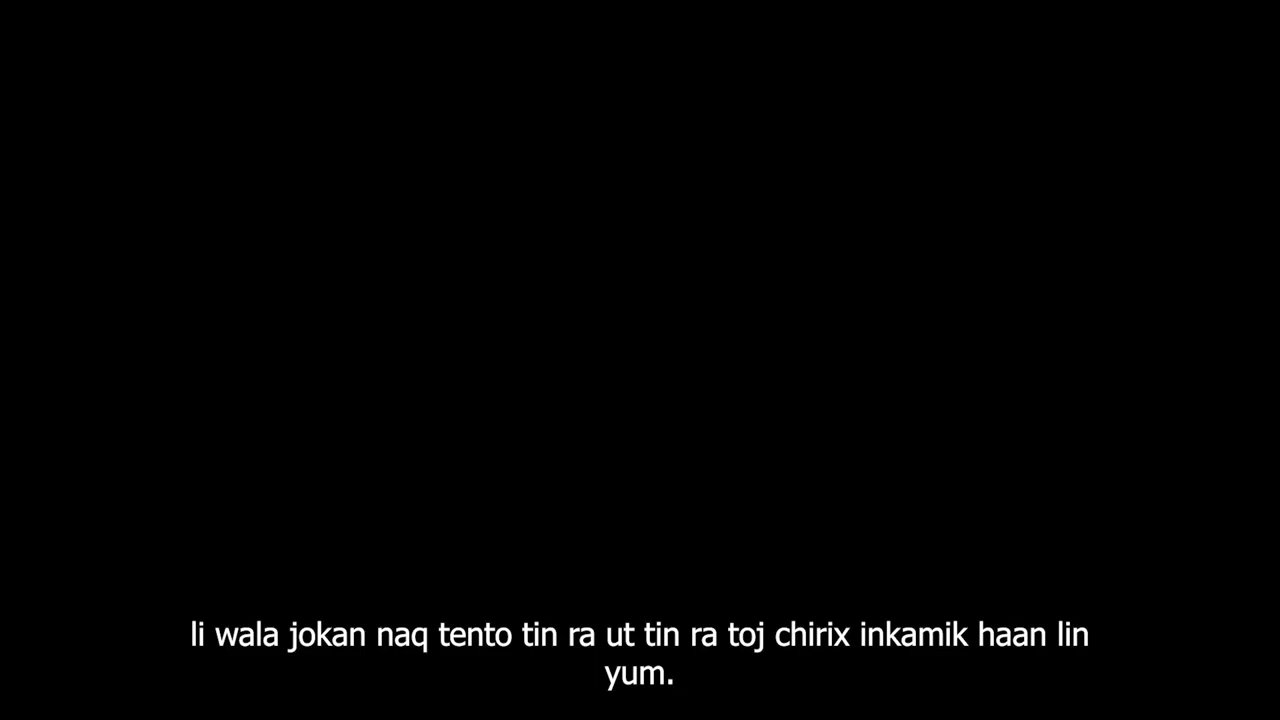 li wala jokan naq tento tin ra ut tin ra toj chirix inkamik haan lin
yum.